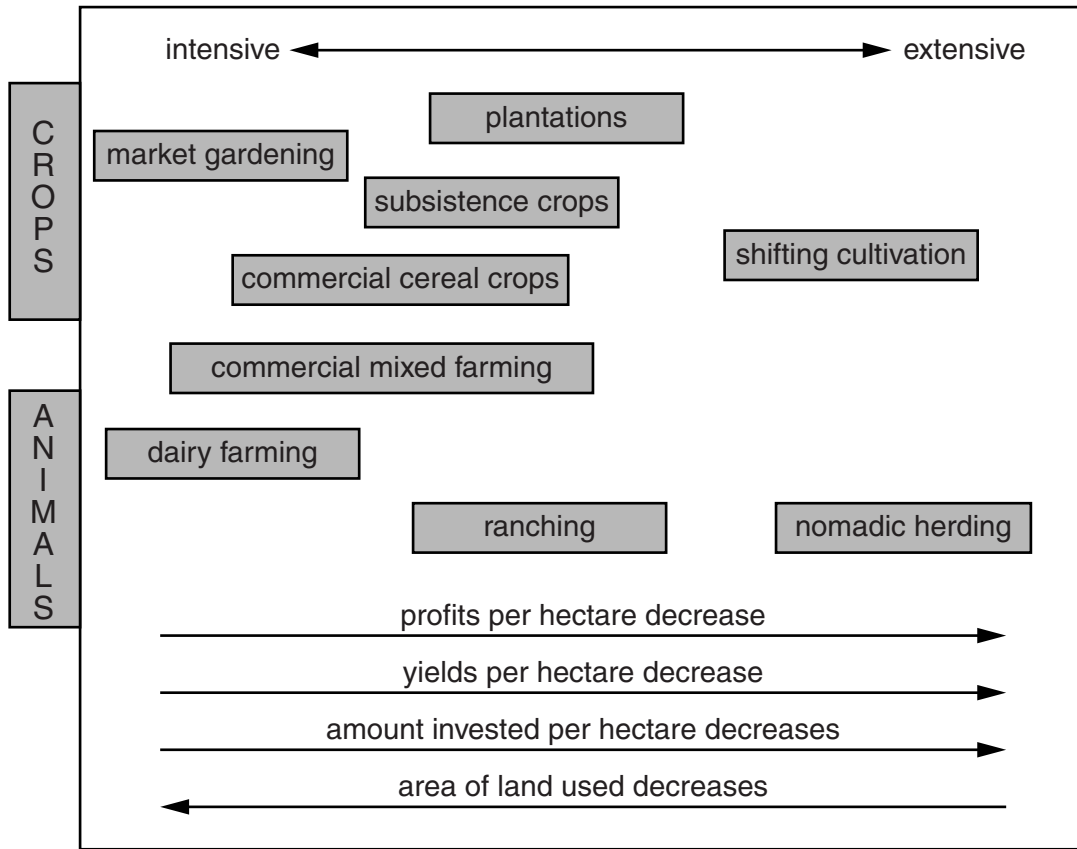 intensive extensive
CROPS
plantations
market gardening
subsistence crops
shifting cultivation
commercial cereal crops
commercial mixed farming
ANIMALS
dairy farming
ranching nomadic herding
profits per hectare decrease
yields per hectare decrease
amount invested per hectare decreases
area of land used decreases